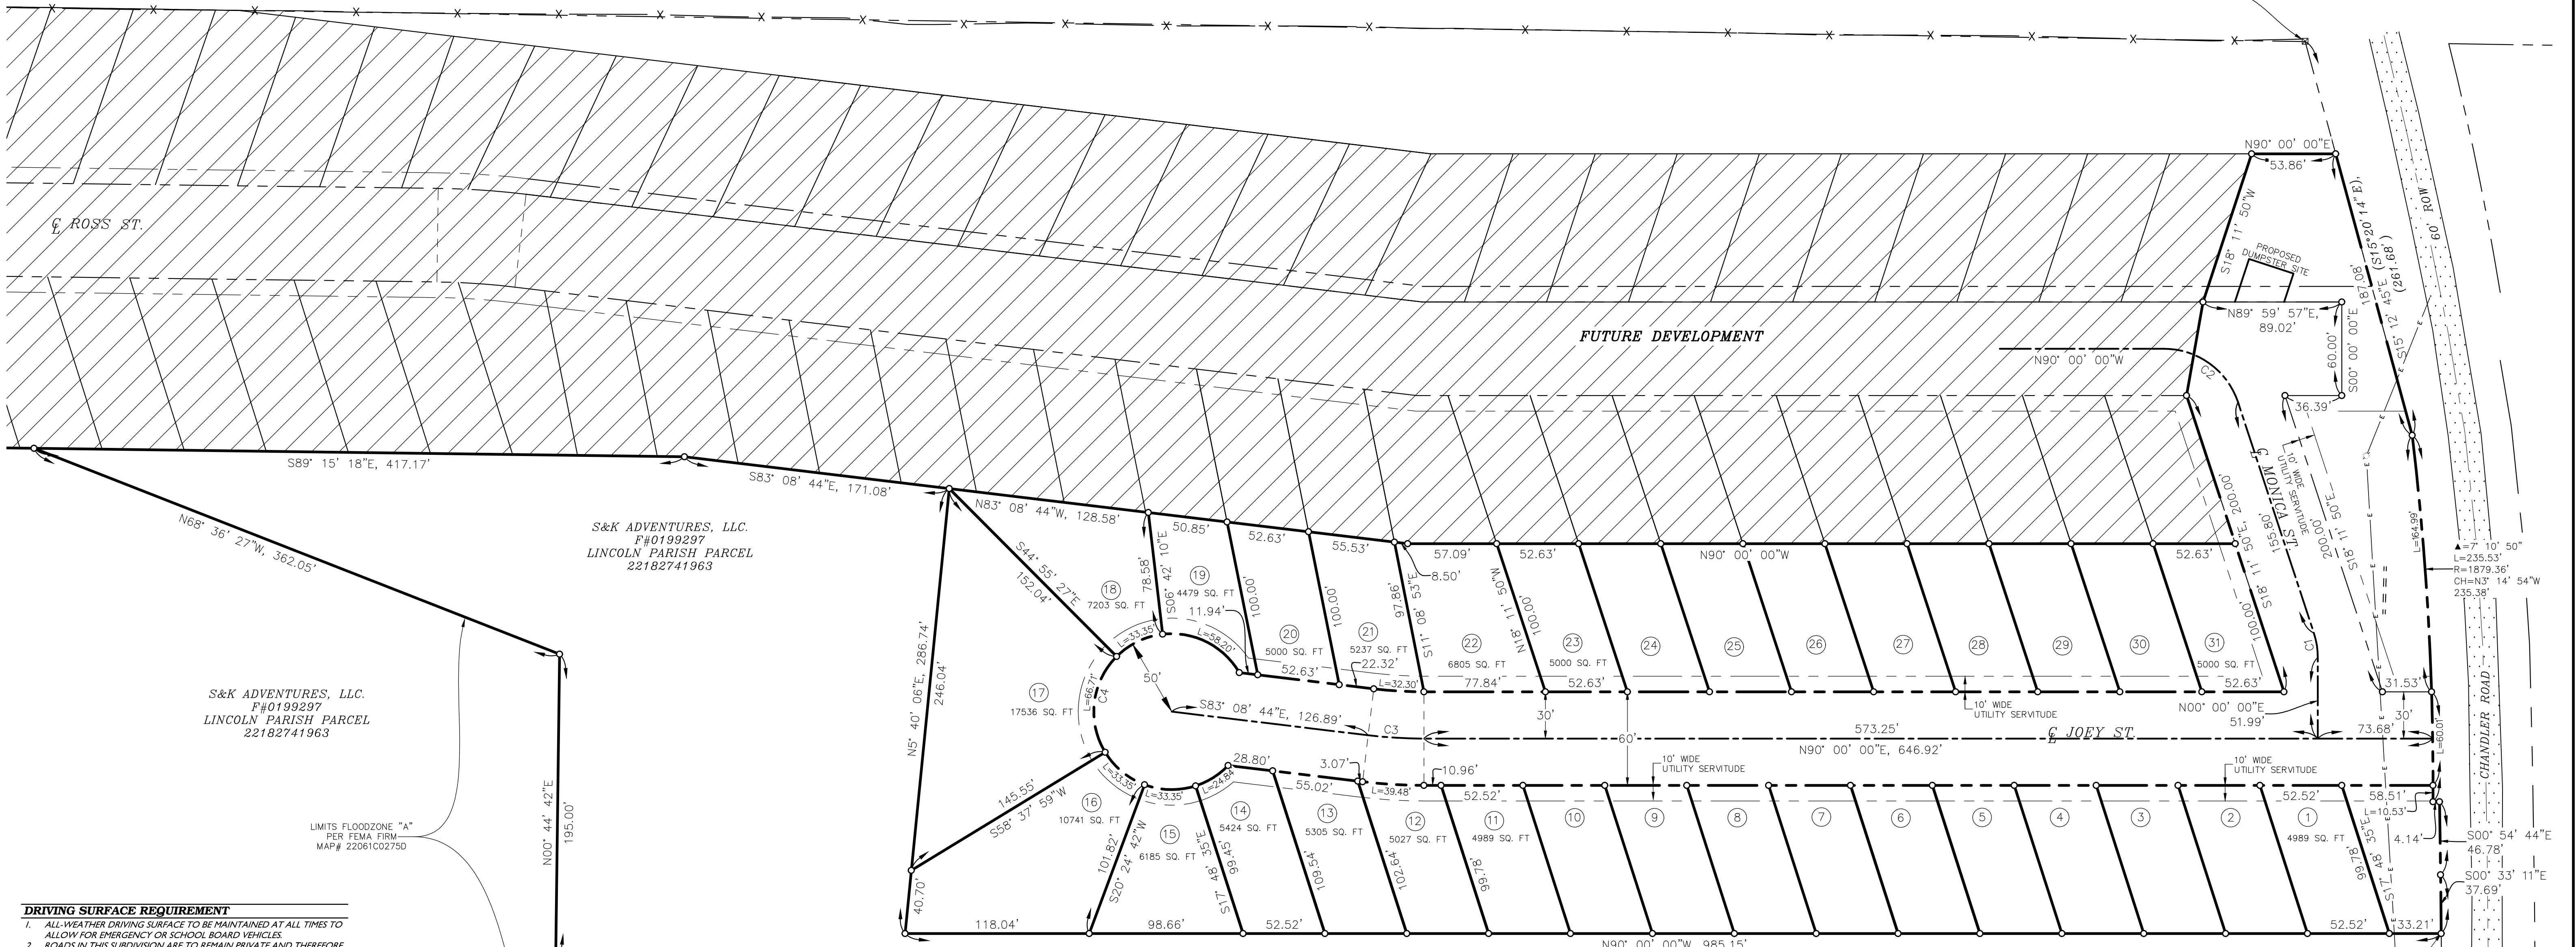 N90° 00' 00"E
53.86'
℄ ROSS ST.
S18° 11' 50"W
PROPOSED
DUMPSTER SITE
187.08'
S15° 12' 45"E (S15°20'14"E),
(261.68')
60' ROW
N89° 59' 57"E,
89.02'
60.00'
S00° 00' 00"E
FUTURE DEVELOPMENT
N90° 00' 00"W
C2
36.39'
10' WIDE
UTILITY SERVITUDE
℄ MONICA ST.
155.80'
S18° 11' 50"E
200.00'
S18° 11' 50"E, 200.00'
100.00'
C1
L=164.99'
▲=7° 10' 50"
L=235.53'
R=1879.36'
CH=N3° 14' 54"W
235.38'
S89° 15' 18"E, 417.17'
S83° 08' 44"E, 171.08'
N83° 08' 44"W, 128.58'
50.85'
52.63'
55.53'
8.50'
57.09'
52.63'
N90° 00' 00"W
52.63'
N68° 36' 27"W, 362.05'
S&K ADVENTURES, LLC.
F#0199297
LINCOLN PARISH PARCEL
22182741963
S44° 55' 27"E
152.04'
78.58'
S06° 42' 10"E
100.00'
100.00'
97.86'
S11° 08' 53"E
N18° 11' 50"W
100.00'
18
7203 SQ. FT
19
4479 SQ. FT
11.94'
20
5000 SQ. FT
21
5237 SQ. FT
22
6805 SQ. FT
23
5000 SQ. FT
24
25
26
27
28
29
30
31
5000 SQ. FT
L=33.35'
L=58.20'
52.63'
22.32'
L=32.30'
77.84'
52.63'
52.63'
31.53'
10' WIDE
UTILITY SERVITUDE
N00° 00' 00"E
51.99'
30'
S&K ADVENTURES, LLC.
F#0199297
LINCOLN PARISH PARCEL
22182741963
N5° 40' 06"E, 286.74'
246.04'
17
17536 SQ. FT
L=66.71'
C4
50'
S83° 08' 44"E, 126.89'
C3
30'
60'
573.25'
N90° 00' 00"E, 646.92'
℄ JOEY ST.
73.68'
L=60.01'
CHANDLER ROAD
28.80'
3.07'
10.96'
10' WIDE
UTILITY SERVITUDE
10' WIDE
UTILITY SERVITUDE
145.55'
S58° 37' 59"W
L=33.35'
L=33.35'
L=24.84'
55.02'
L=39.48'
52.52'
52.52'
58.51'
L=10.53'
4.14'
S00° 54' 44"E
46.78'
S00° 33' 11"E
37.69'
16
10741 SQ. FT
15
6185 SQ. FT
14
5424 SQ. FT
13
5305 SQ. FT
12
5027 SQ. FT
11
4989 SQ. FT
10
9
8
7
6
5
4
3
2
1
4989 SQ. FT
101.82'
S20° 24' 42"W
S17° 48' 35"E
99.45'
109.54'
102.64'
99.78'
99.78'
S17° 48' 35"E
LIMITS FLOODZONE "A"
PER FEMA FIRM
MAP# 22061C0275D
N00° 44' 42"E
195.00'
40.70'
118.04'
98.66'
52.52'
52.52'
33.21'
N90° 00' 00"W 985.15'
DRIVING SURFACE REQUIREMENT
1. ALL-WEATHER DRIVING SURFACE TO BE MAINTAINED AT ALL TIMES TO
ALLOW FOR EMERGENCY OR SCHOOL BOARD VEHICLES.
2. ROADS IN THIS SUBDIVISION ARE TO REMAIN PRIVATE AND THEREFORE